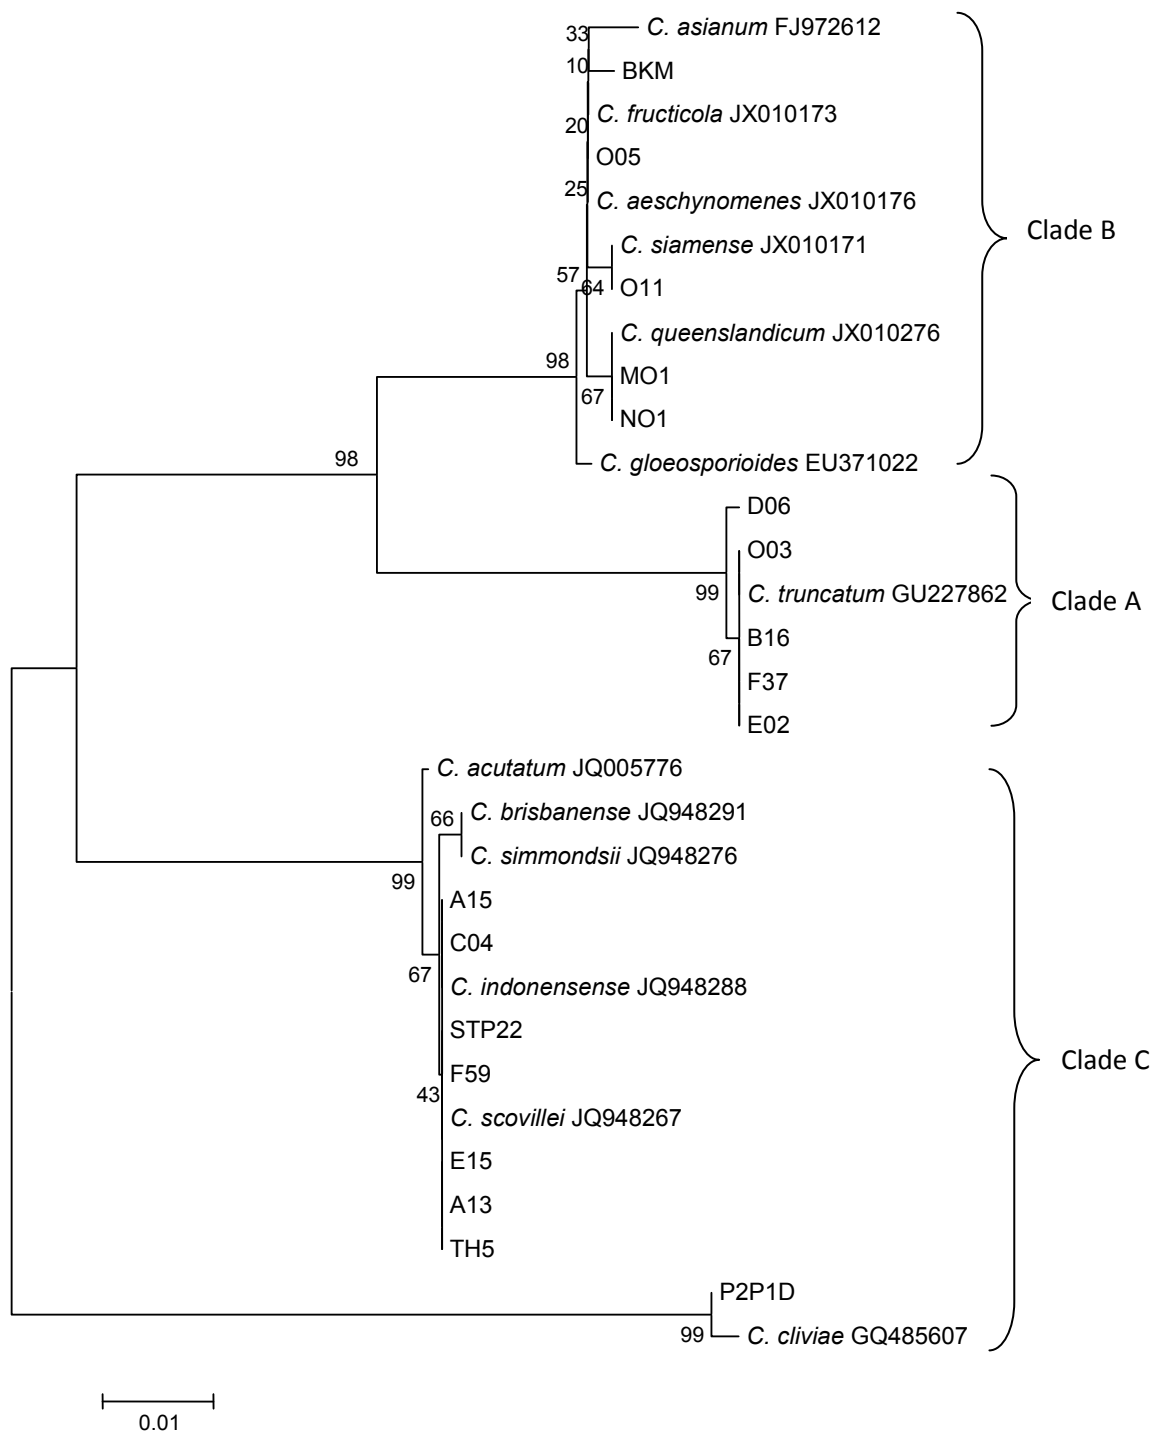 33
C. asianum FJ972612
10
BKM
C. fructicola JX010173
20
O05
25
C. aeschynomenes JX010176
Clade B
C. siamense JX010171
57
64
O11
C. queenslandicum JX010276
98
MO1
67
NO1
98
C. gloeosporioides EU371022
D06
O03
99
C. truncatum GU227862
Clade A
B16
67
F37
E02
C. acutatum JQ005776
66
C. brisbanense JQ948291
C. simmondsii JQ948276
99
A15
C04
67
C. indonensense JQ948288
STP22
Clade C
F59
43
C. scovillei JQ948267
E15
A13
TH5
P2P1D
99
C. cliviae GQ485607
0.01